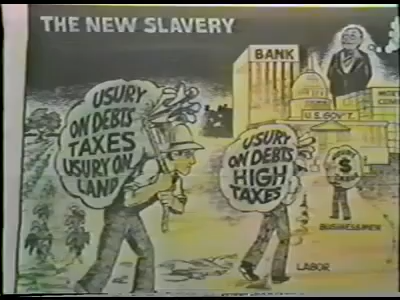 THE NEW SLAVERY
BANK
U.S. GOV'T.
USURY
ON DEBTS
TAXES
USURY ON
LAND
USURY
ON DEBTS
HIGH
TAXES
$
BUSINESSMEN
LABOR